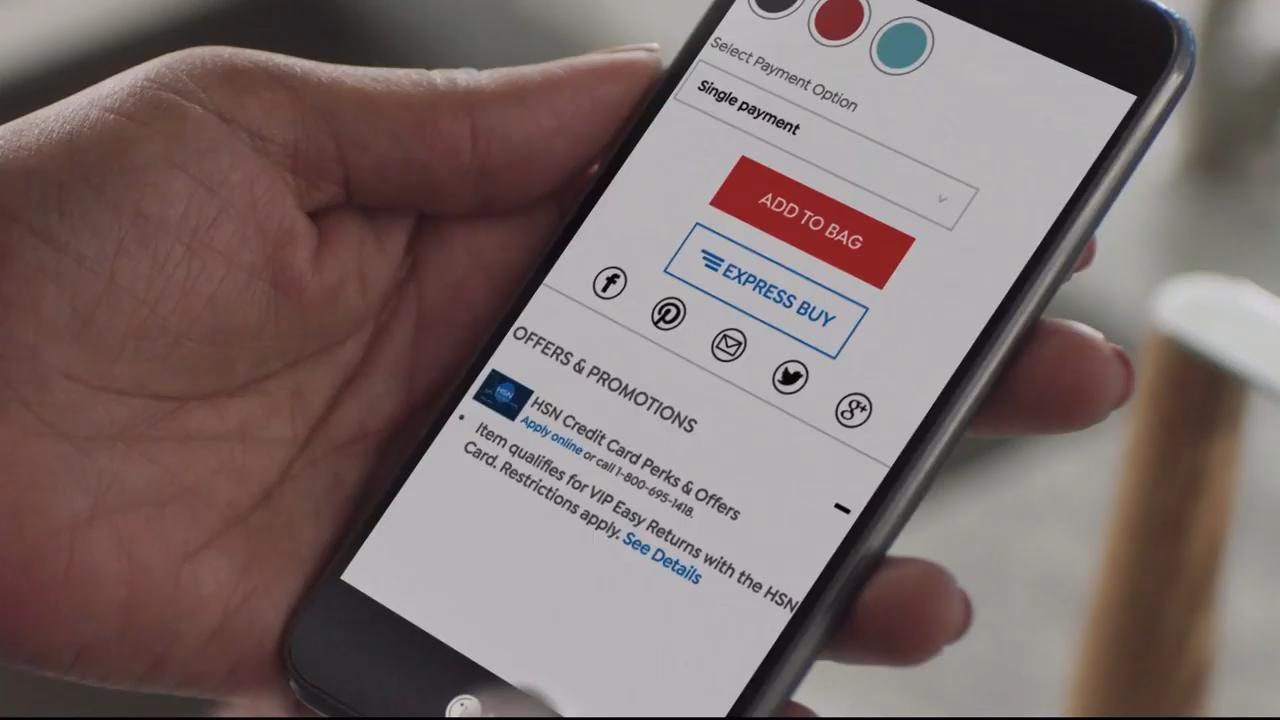 Select Payment Option
Single payment
ADD TO BAG
EXPRESS BUY
OFFERS & PROMOTIONS
HSN
HSN Credit Card Perks & Offers
Apply online or call 1-800-695-1418.
Item qualifies for VIP Easy Returns with the HSN
Card. Restrictions apply. See Details